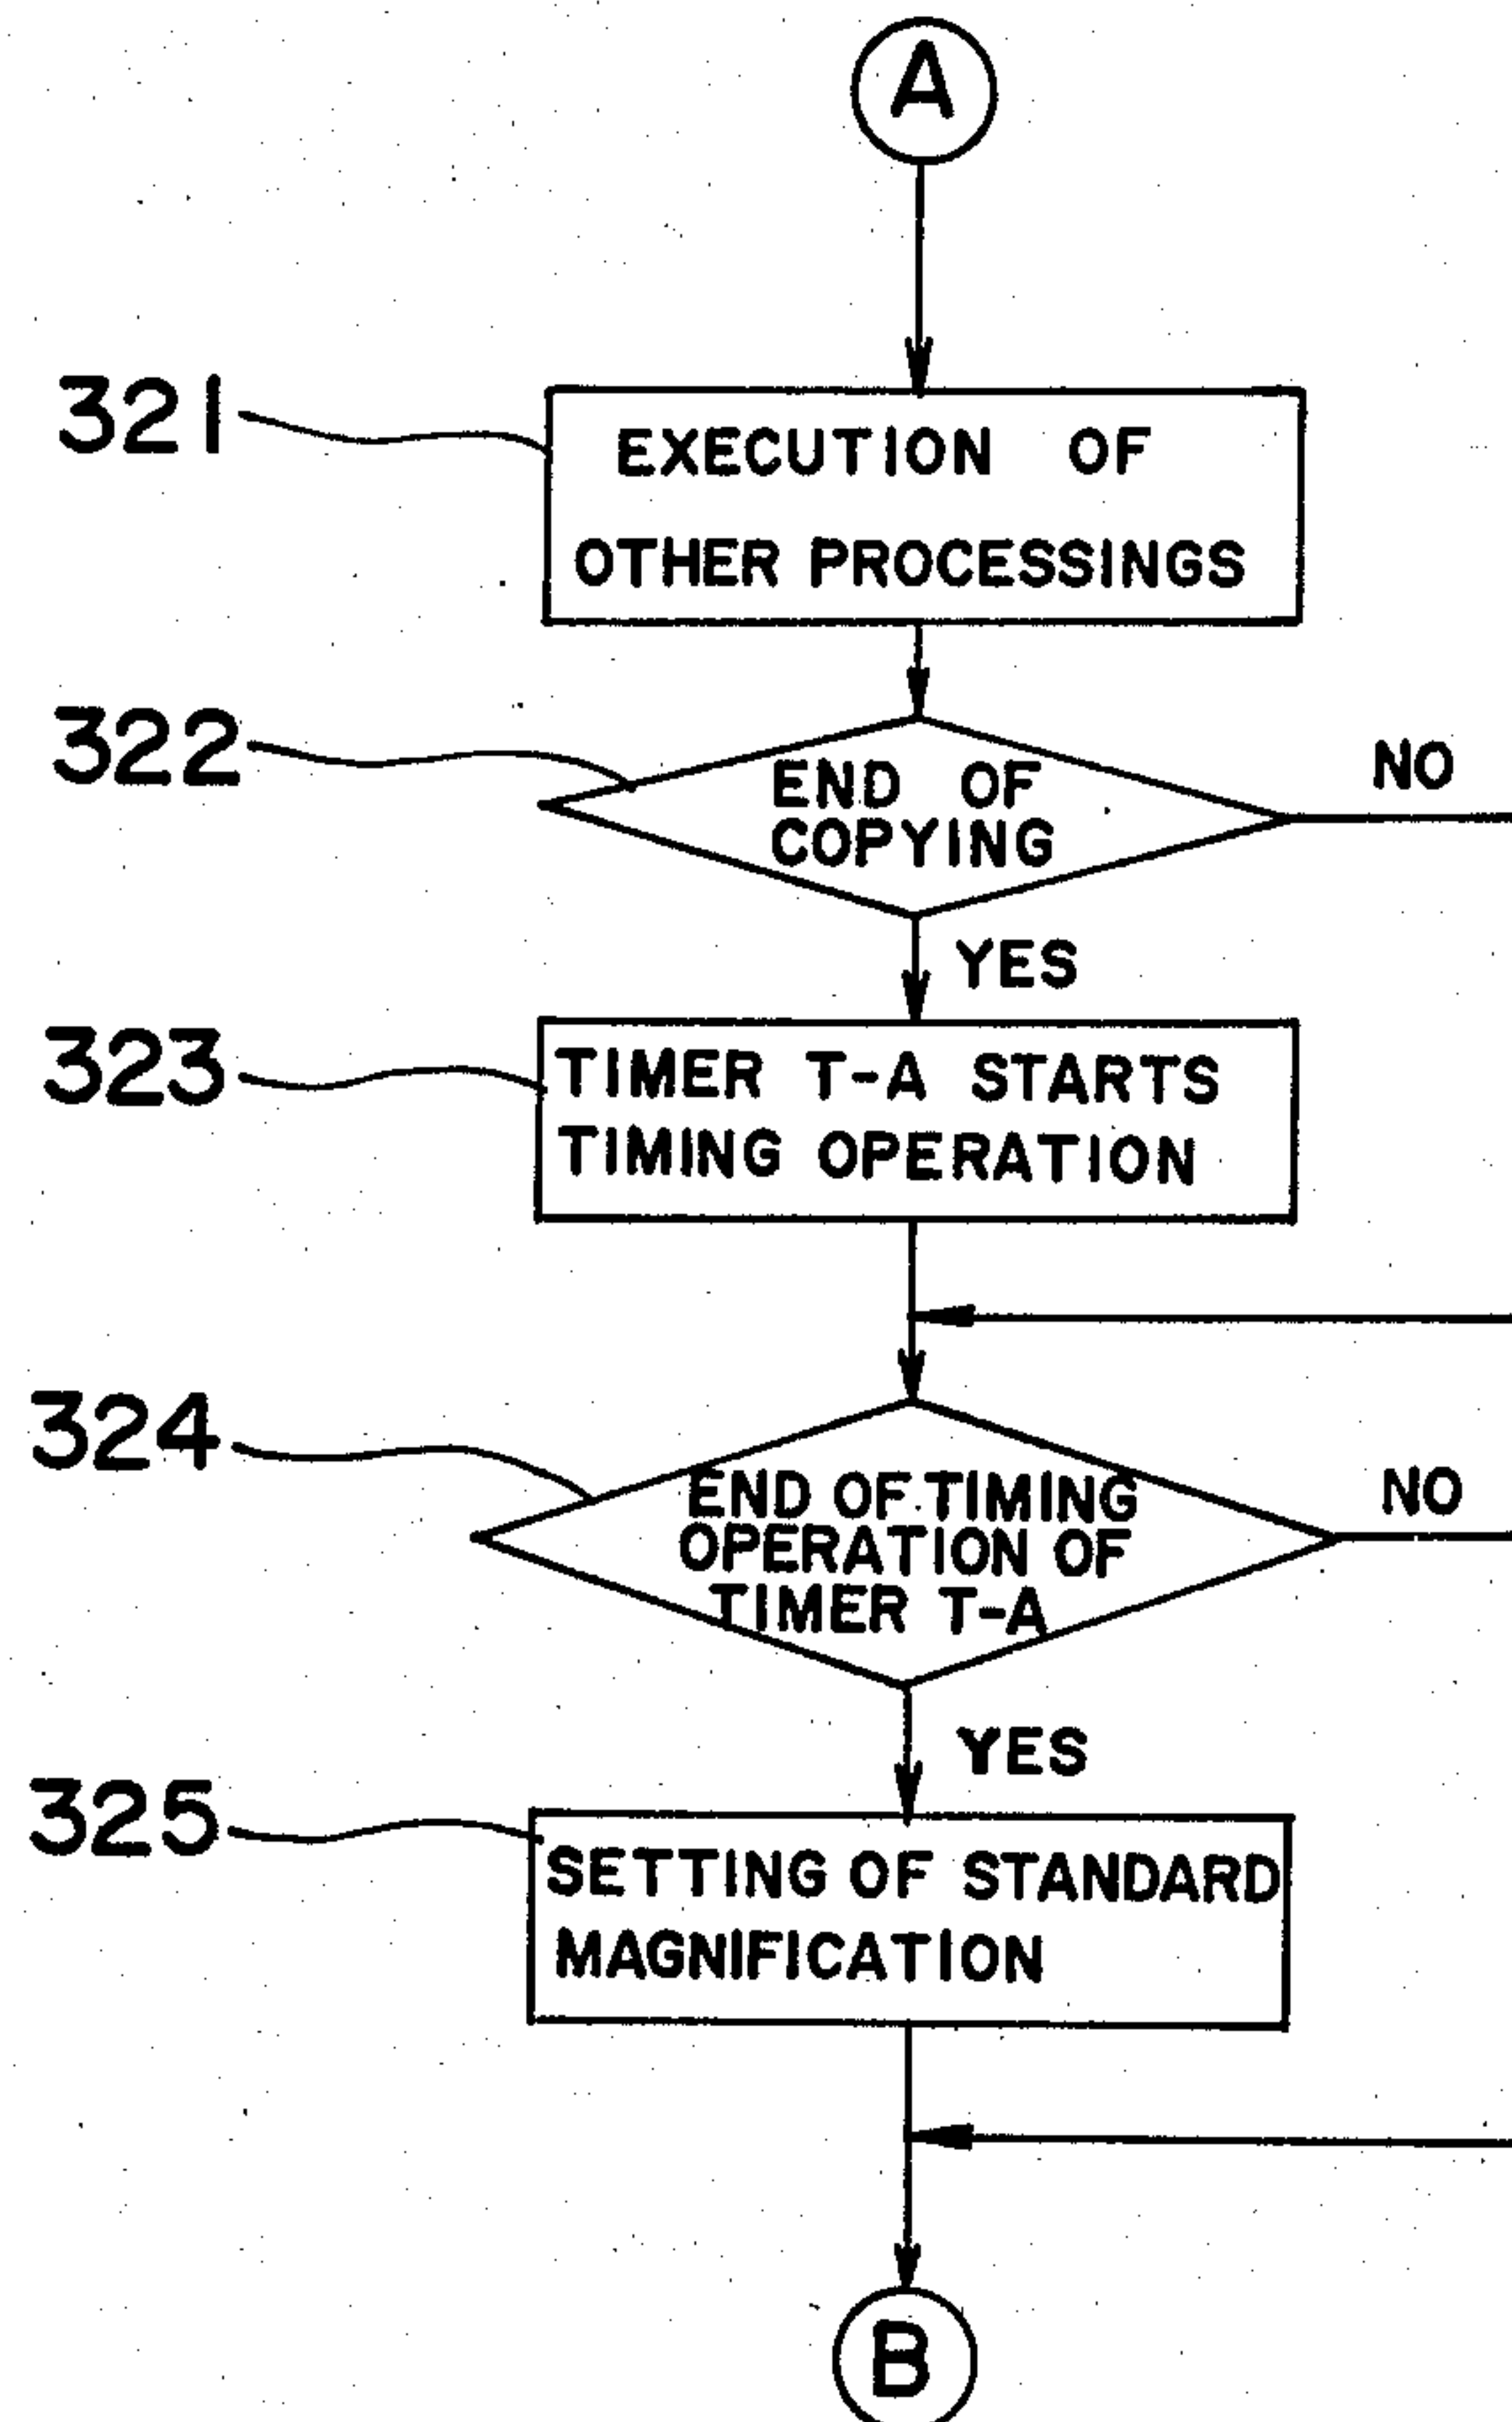 A
321
EXECUTION OF
OTHER PROCESSINGS
322
END OF
COPYING
NO
YES
323
TIMER T-A STARTS
TIMING OPERATION
324
END OF TIMING
OPERATION OF
TIMER T-A
NO
YES
325
SETTING OF STANDARD
MAGNIFICATION
B